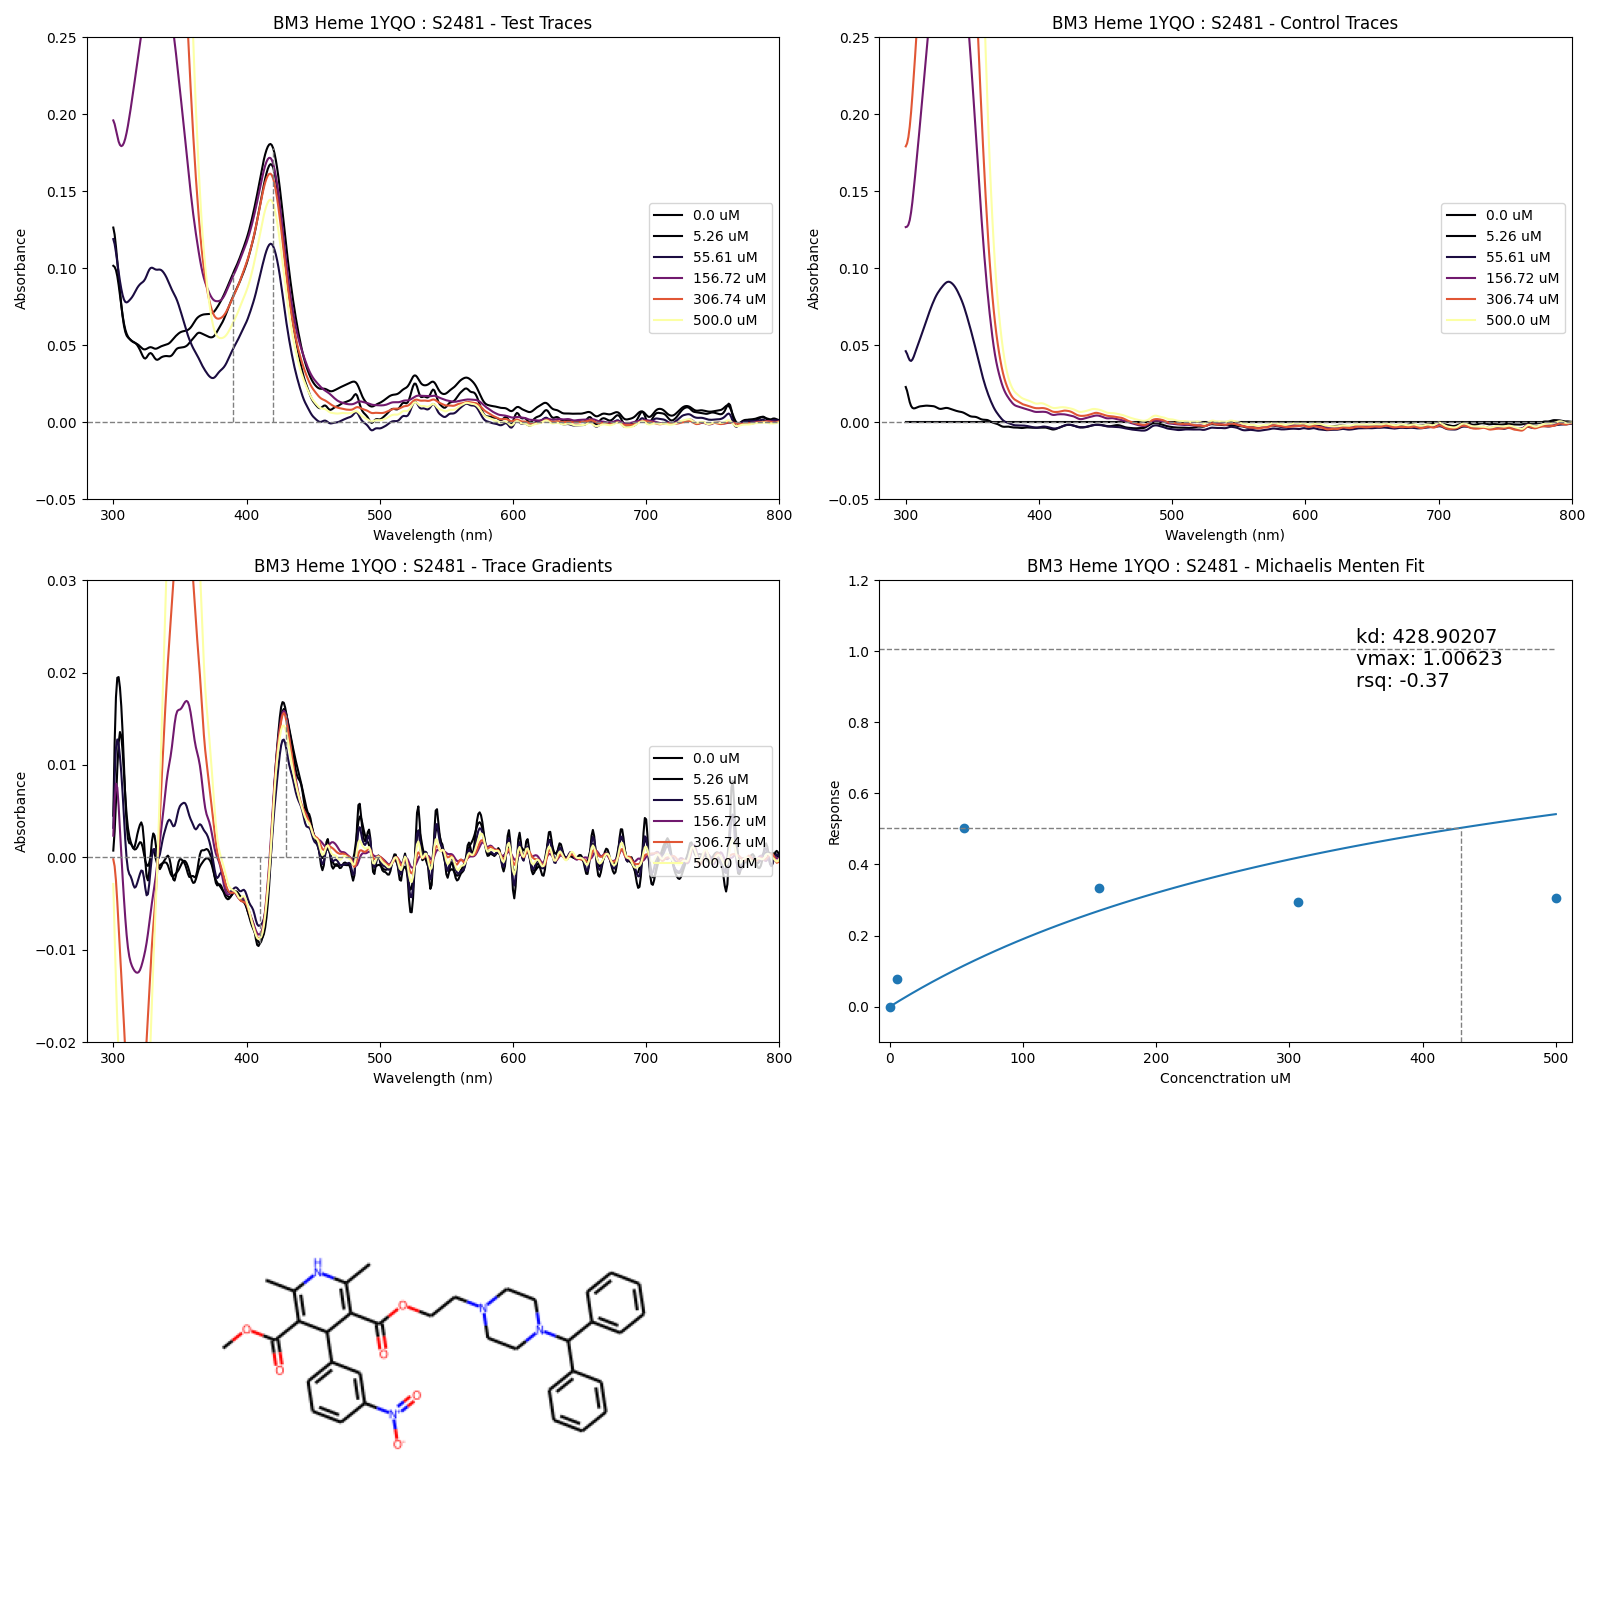 BM3 Heme 1YQO : S2481 - Test Traces
0.25
0.20
0.15
0.10
0.05
0.00
−0.05
Absorbance
300
400
500
600
700
800
Wavelength (nm)
0.0 uM
5.26 uM
55.61 uM
156.72 uM
306.74 uM
500.0 uM
BM3 Heme 1YQO : S2481 - Control Traces
0.25
0.20
0.15
0.10
0.05
0.00
−0.05
Absorbance
300
400
500
600
700
800
Wavelength (nm)
0.0 uM
5.26 uM
55.61 uM
156.72 uM
306.74 uM
500.0 uM
BM3 Heme 1YQO : S2481 - Trace Gradients
0.03
0.02
0.01
0.00
−0.01
−0.02
Absorbance
300
400
500
600
700
800
Wavelength (nm)
0.0 uM
5.26 uM
55.61 uM
156.72 uM
306.74 uM
500.0 uM
BM3 Heme 1YQO : S2481 - Michaelis Menten Fit
1.2
1.0
0.8
0.6
0.4
0.2
0.0
Response
0
100
200
300
400
500
Concenctration uM
kd: 428.90207
vmax: 1.00623
rsq: -0.37
H
N
O
O
O
O
N
N
N+
O
O-